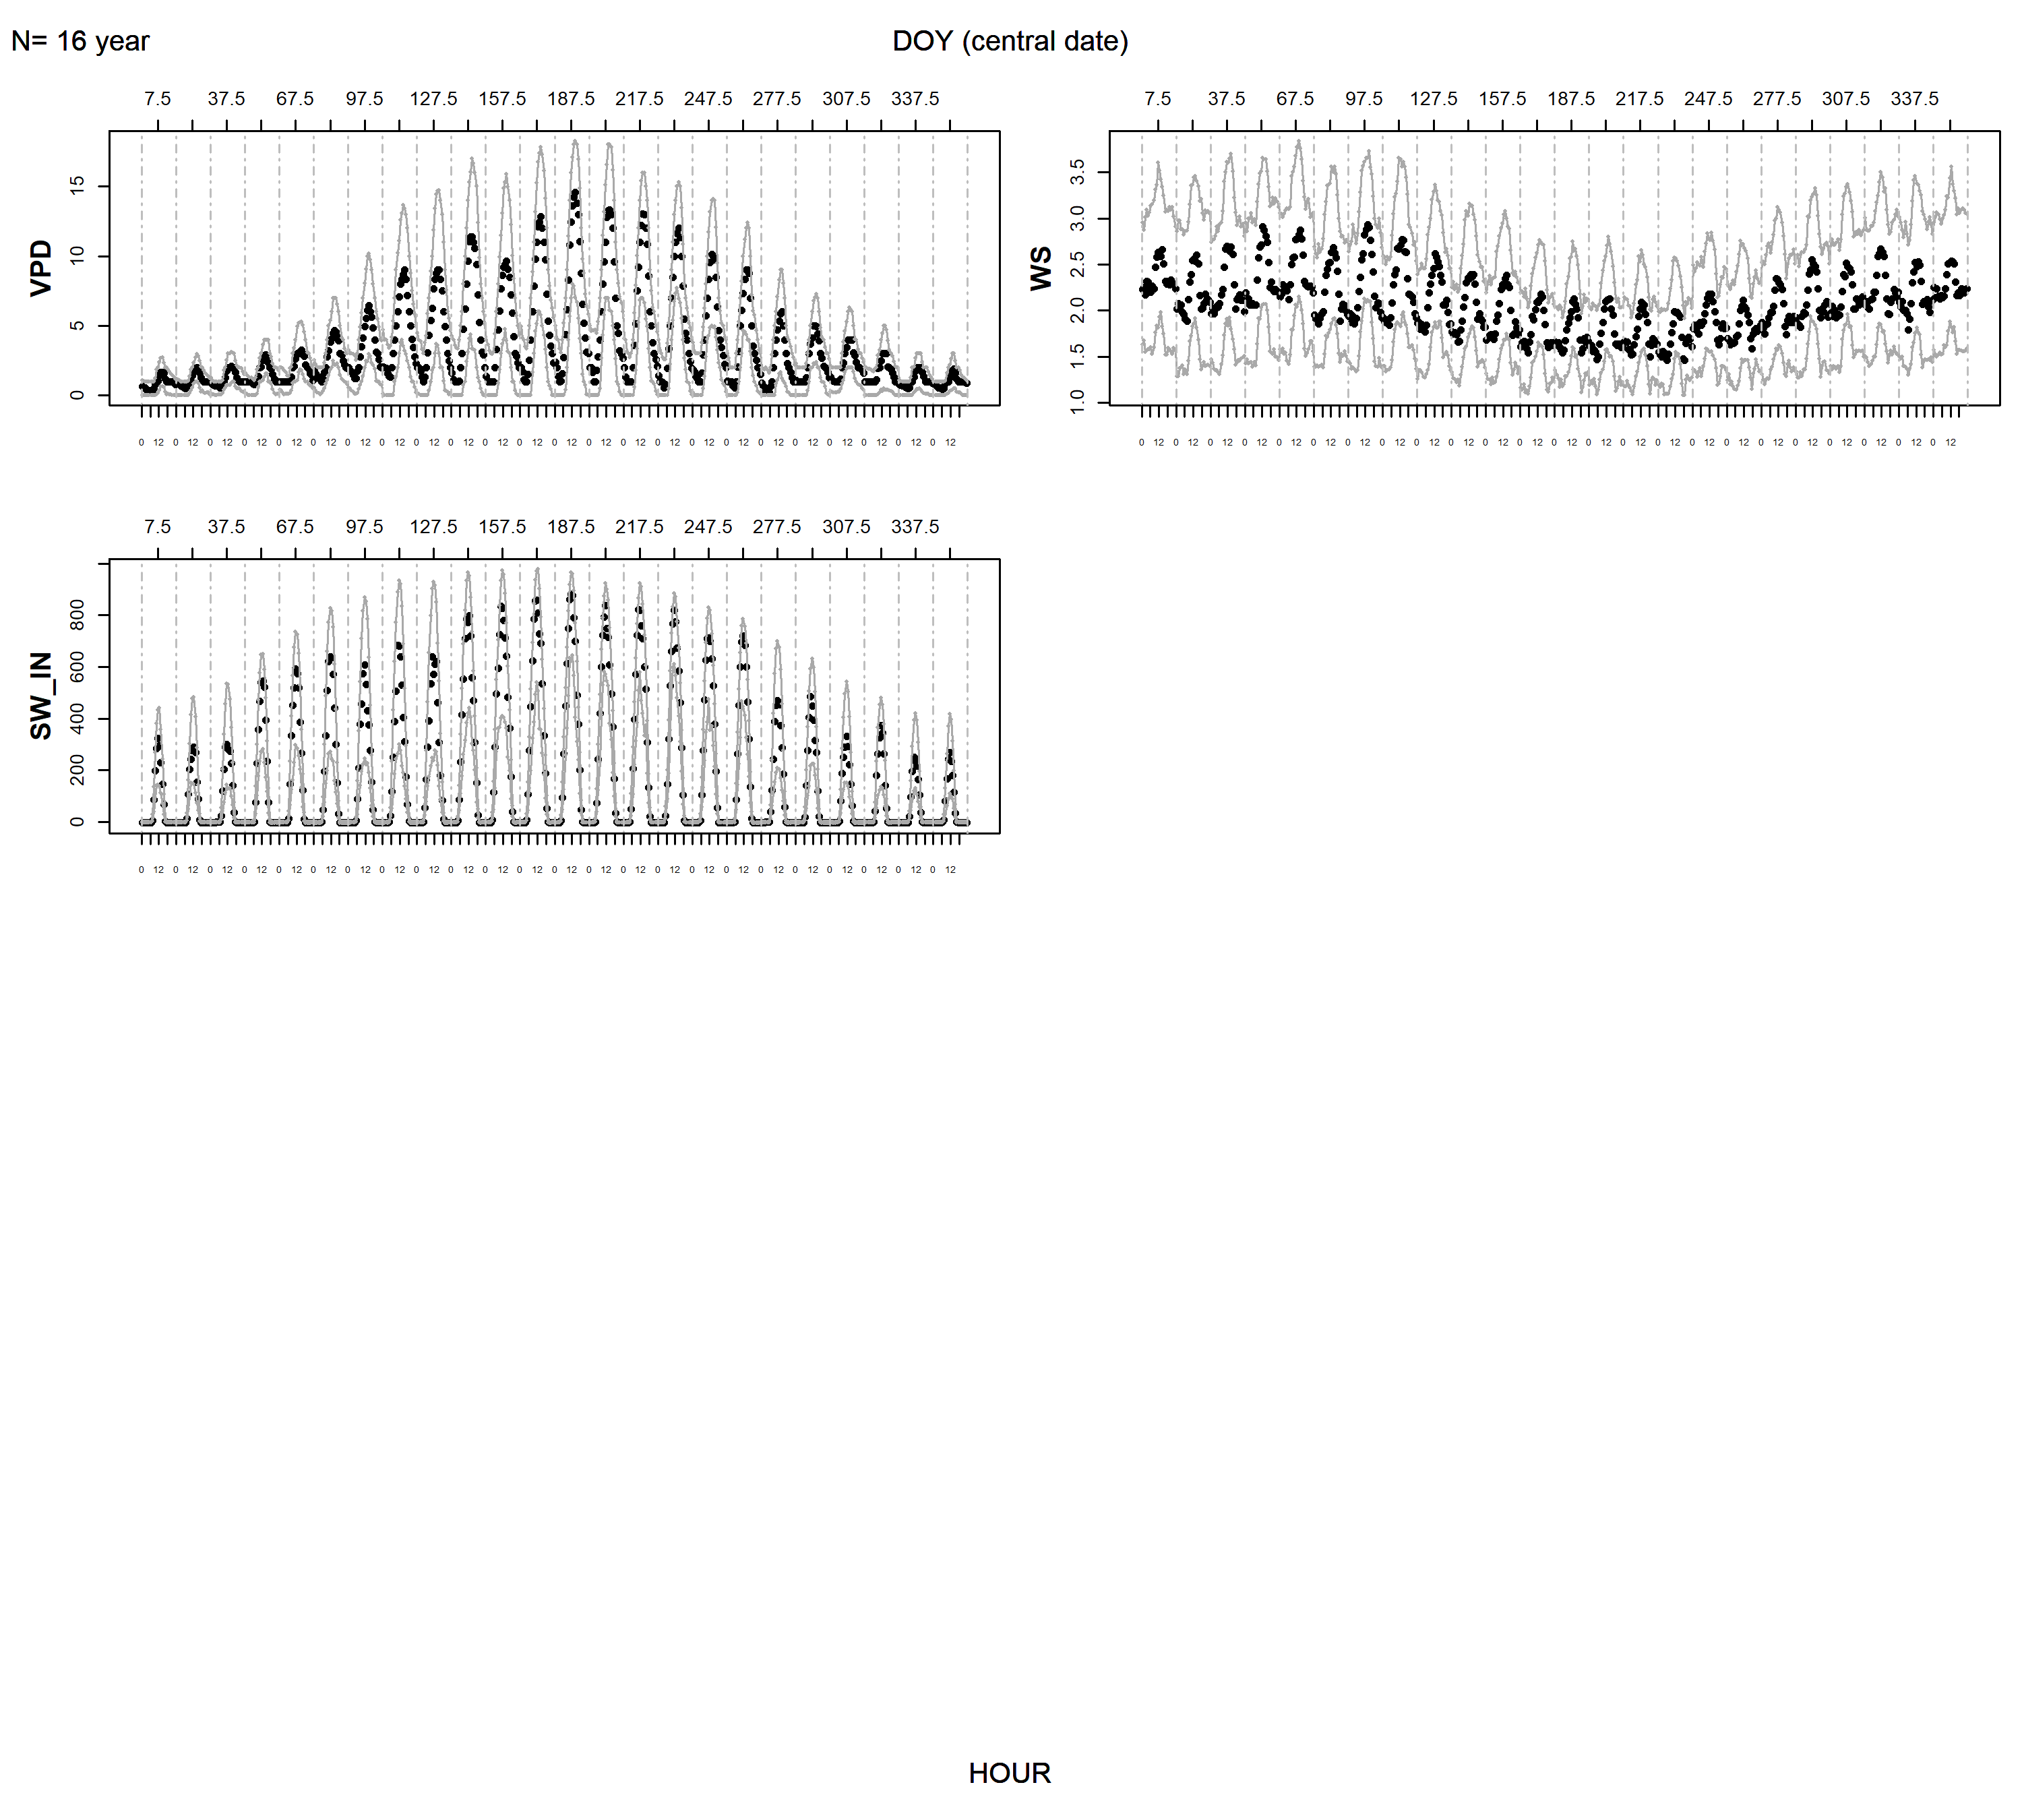 N= 16 year
DOY (central date)
7.5 37.5 67.5 97.5 127.5 157.5 187.5 217.5 247.5 277.5 307.5 337.5
VPD
15
10
5
0
0 12 0 12 0 12 0 12 0 12 0 12 0 12 0 12 0 12 0 12 0 12 0 12 0 12 0 12 0 12 0 12 0 12 0 12 0 12 0 12 0 12 0 12 0 12 0 12
7.5 37.5 67.5 97.5 127.5 157.5 187.5 217.5 247.5 277.5 307.5 337.5
WS
3.5
3.0
2.5
2.0
1.5
1.0
0 12 0 12 0 12 0 12 0 12 0 12 0 12 0 12 0 12 0 12 0 12 0 12 0 12 0 12 0 12 0 12 0 12 0 12 0 12 0 12 0 12 0 12 0 12 0 12
7.5 37.5 67.5 97.5 127.5 157.5 187.5 217.5 247.5 277.5 307.5 337.5
SW_IN
800
600
400
200
0
0 12 0 12 0 12 0 12 0 12 0 12 0 12 0 12 0 12 0 12 0 12 0 12 0 12 0 12 0 12 0 12 0 12 0 12 0 12 0 12 0 12 0 12 0 12 0 12
HOUR